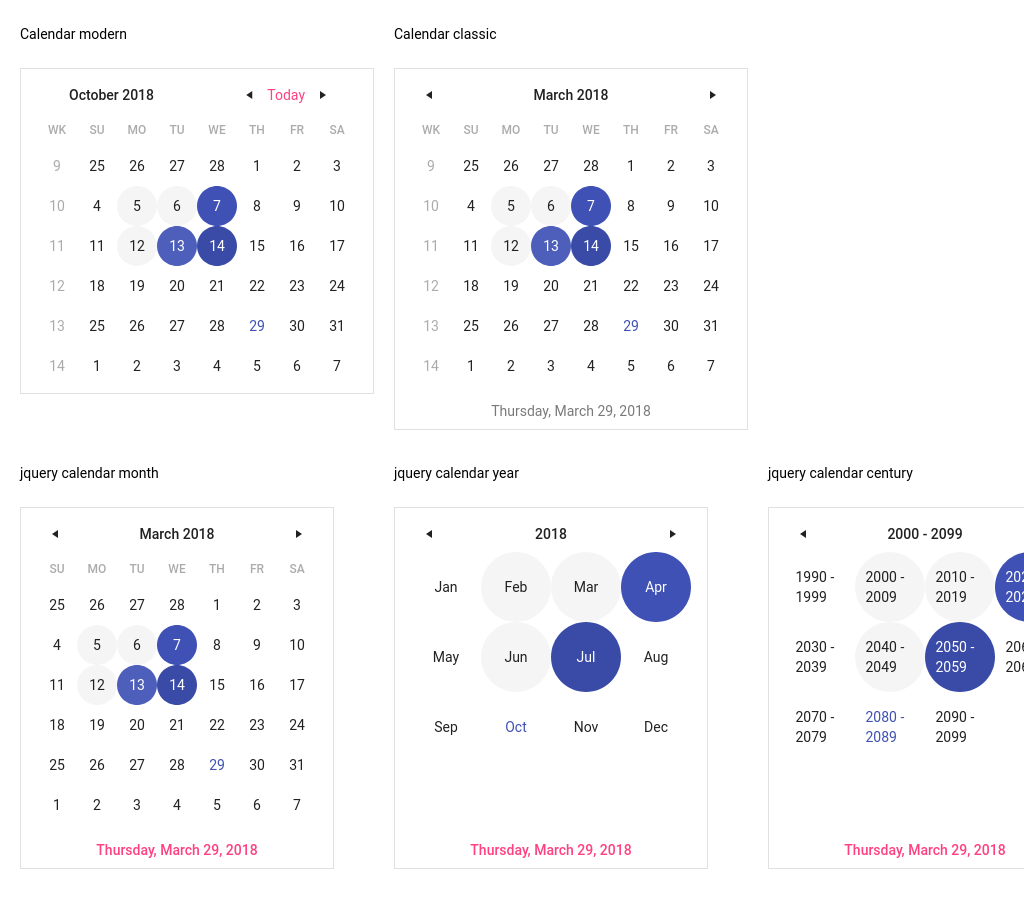 Calendar modern
October 2018 Today
WK SU MO TU WE TH FR SA
9 25 26 27 28 1 2 3
10 4 5 6 7 8 9 10
11 11 12 13 14 15 16 17
12 18 19 20 21 22 23 24
13 25 26 27 28 29 30 31
14 1 2 3 4 5 6 7
Calendar classic
March 2018
WK SU MO TU WE TH FR SA
9 25 26 27 28 1 2 3
10 4 5 6 7 8 9 10
11 11 12 13 14 15 16 17
12 18 19 20 21 22 23 24
13 25 26 27 28 29 30 31
14 1 2 3 4 5 6 7
Thursday, March 29, 2018
jquery calendar month
March 2018
SU MO TU WE TH FR SA
25 26 27 28 1 2 3
4 5 6 7 8 9 10
11 12 13 14 15 16 17
18 19 20 21 22 23 24
25 26 27 28 29 30 31
1 2 3 4 5 6 7
Thursday, March 29, 2018
jquery calendar year
2018
Jan Feb Mar Apr
May Jun Jul Aug
Sep Oct Nov Dec
Thursday, March 29, 2018
jquery calendar century
2000 - 2099
1990 - 2000 - 2010 -
1999 2009 2019
2030 - 2040 - 2050 -
2039 2049 2059
2070 - 2080 - 2090 -
2079 2089 2099
Thursday, March 29, 2018